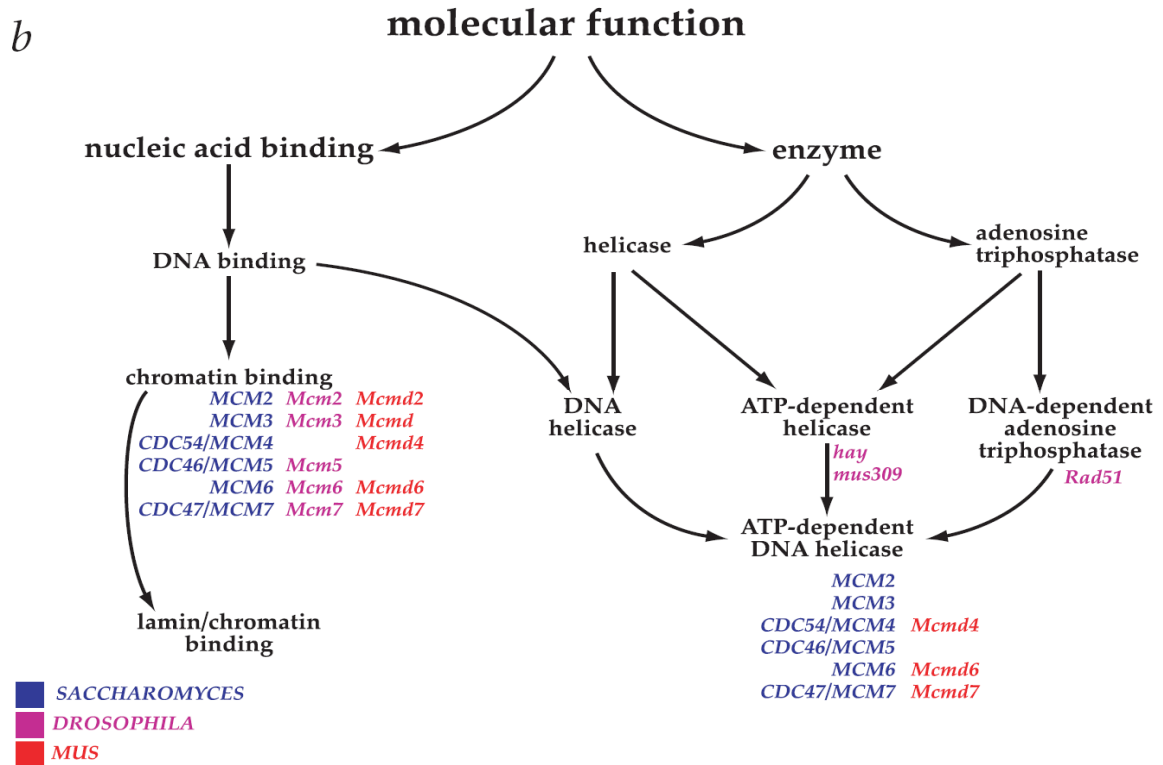 b
molecular function
nucleic acid binding
enzyme
helicase
adenosine
triphosphatase
DNA binding
chromatin binding
MCM2 Mcm2 Mcmd2
MCM3 Mcm3 Mcmd
CDC54/MCM4 Mcmd4
CDC46/MCM5 Mcm5
MCM6 Mcm6 Mcmd6
CDC47/MCM7 Mcm7 Mcmd7
DNA
helicase
ATP-dependent
helicase
hay
mus309
DNA-dependent
adenosine
triphosphatase
Rad51
ATP-dependent
DNA helicase
MCM2
MCM3
CDC54/MCM4 Mcmd4
CDC46/MCM5
MCM6 Mcmd6
CDC47/MCM7 Mcmd7
lamin/chromatin
binding
SACCHAROMYCES
DROSOPHILA
MUS